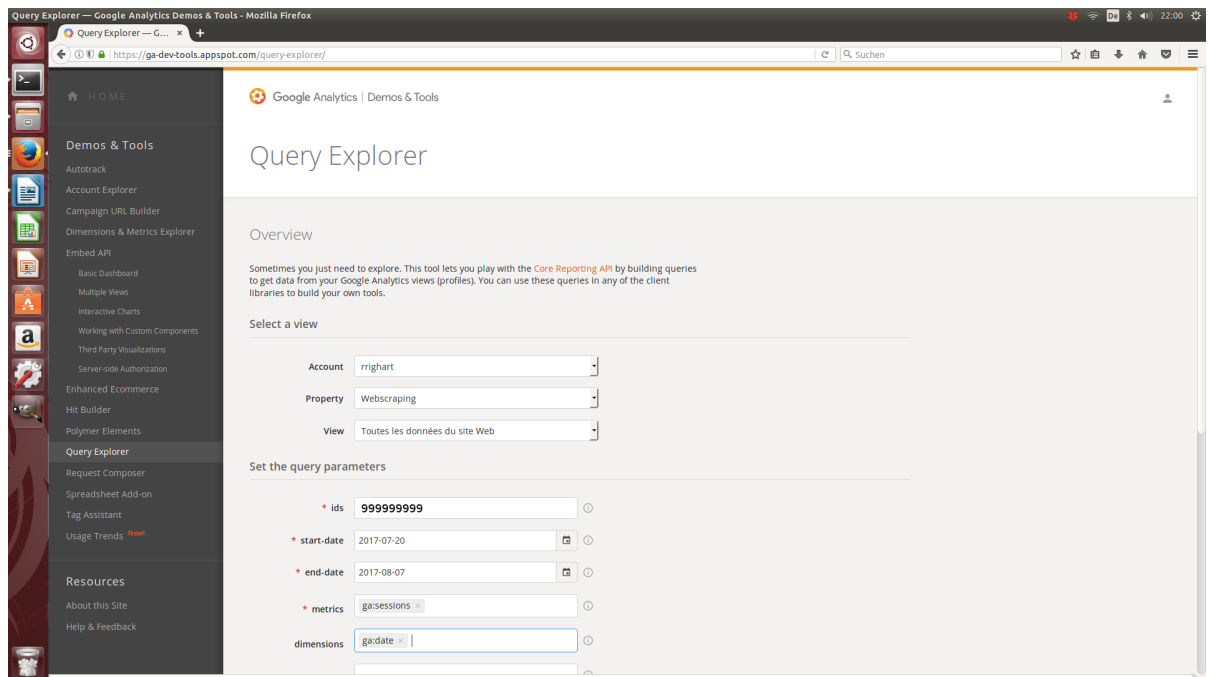 Query Explorer — Google Analytics Demos & Tools - Mozilla Firefox
De
22:00
Query Explorer — G... × +
https://ga-dev-tools.appspot.com/query-explorer/
Suchen
HOME
Google Analytics | Demos & Tools
Demos & Tools
Autotrack
Account Explorer
Campaign URL Builder
Dimensions & Metrics Explorer
Embed API
Basic Dashboard
Multiple Views
Interactive Charts
Working with Custom Components
Third Party Visualizations
Server-side Authorization
Enhanced Ecommerce
Hit Builder
Polymer Elements
Query Explorer
Request Composer
Spreadsheet Add-on
Tag Assistant
Usage Trends New!
Resources
About this Site
Help & Feedback
Query Explorer
Overview
Sometimes you just need to explore. This tool lets you play with the Core Reporting API by building queries
to get data from your Google Analytics views (profiles). You can use these queries in any of the client
libraries to build your own tools.
Select a view
Account rrighart
Property Webscraping
View Toutes les données du site Web
Set the query parameters
* ids 999999999
* start-date 2017-07-20
* end-date 2017-08-07
* metrics ga:sessions ×
dimensions ga:date ×